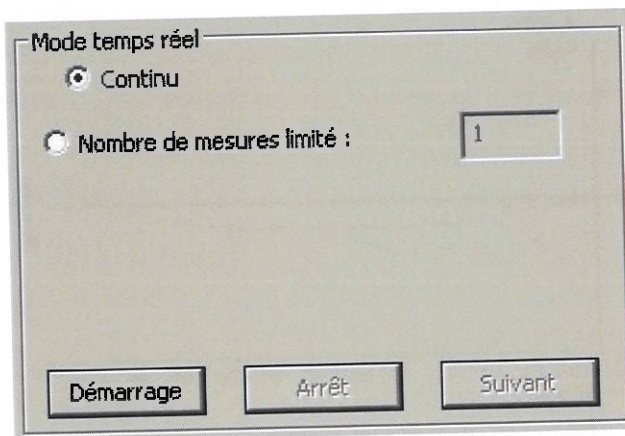 Mode temps réel
Continu
Nombre de mesures limité :
1
Démarrage
Arrêt
Suivant